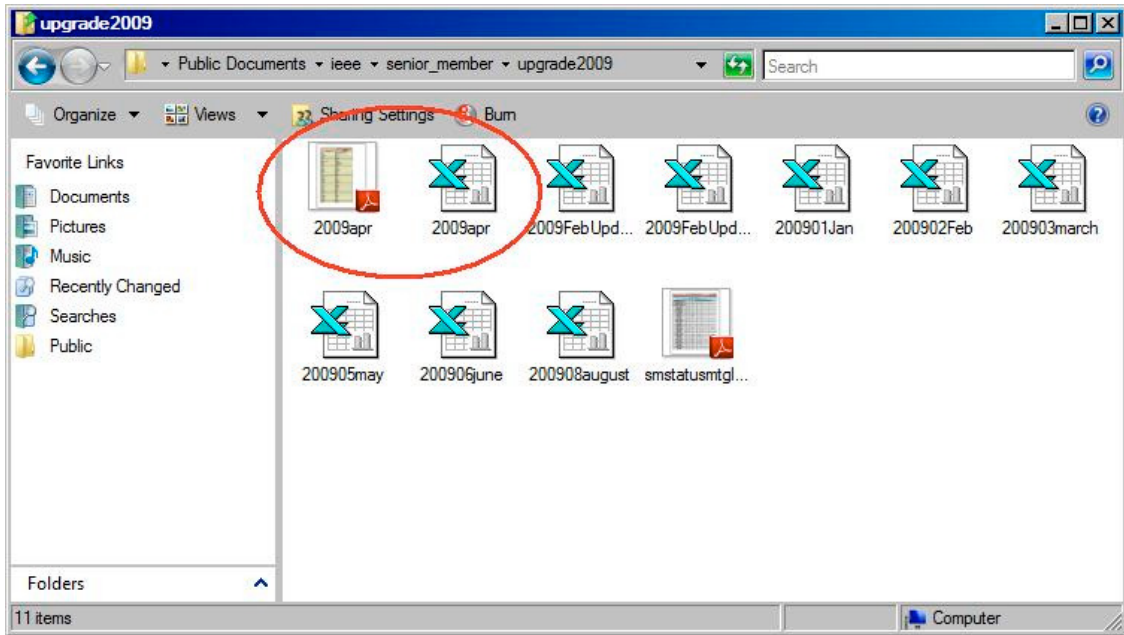 upgrade2009
Public Documents ieee senior_member upgrade2009 Search
Organize Views Sharing Settings Burn
Favorite Links
Documents
Pictures
Music
Recently Changed
Searches
Public
2009apr 2009apr 2009FebUpd... 2009FebUpd... 200901Jan 200902Feb 200903march
200905may 200906june 200908august smstatusmtgl...
Folders
11 items Computer